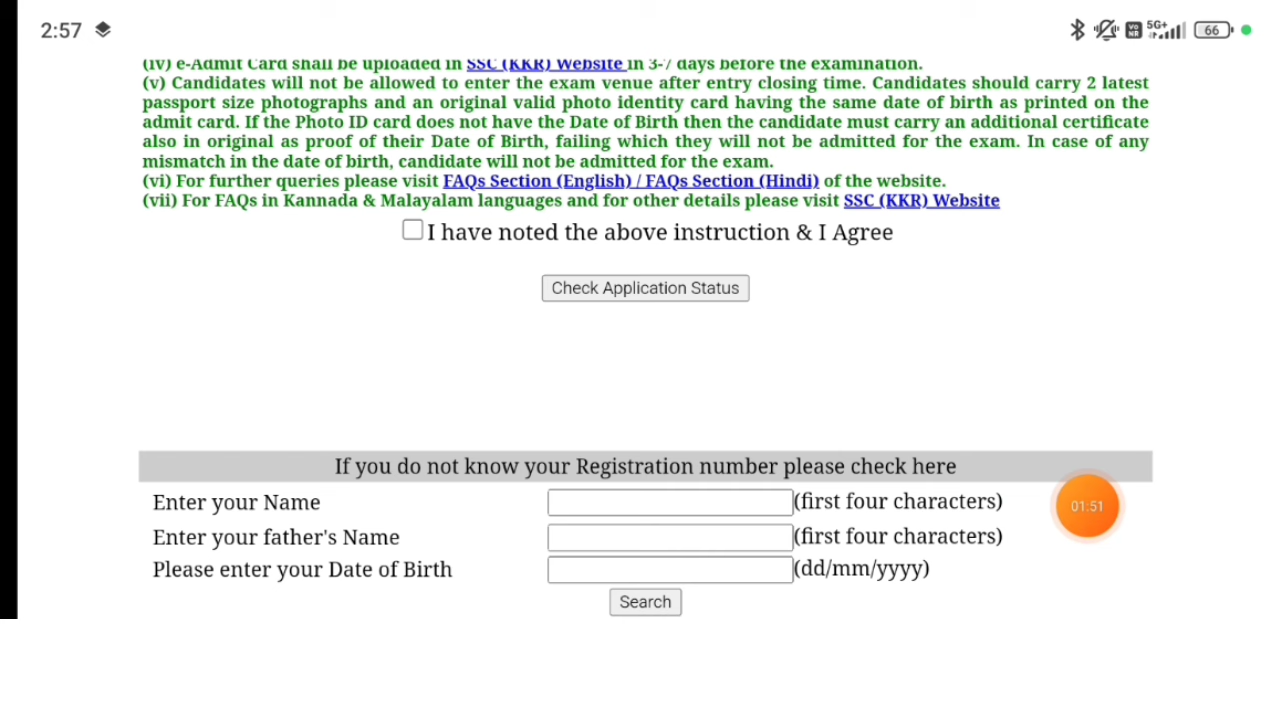 2:57
5G+
66
(iv) e-Admit Card shall be uploaded in SSC (KKR) Website in 3-7 days before the examination.
(v) Candidates will not be allowed to enter the exam venue after entry closing time. Candidates should carry 2 latest
passport size photographs and an original valid photo identity card having the same date of birth as printed on the
admit card. If the Photo ID card does not have the Date of Birth then the candidate must carry an additional certificate
also in original as proof of their Date of Birth, failing which they will not be admitted for the exam. In case of any
mismatch in the date of birth, candidate will not be admitted for the exam.
(vi) For further queries please visit FAQs Section (English) / FAQs Section (Hindi) of the website.
(vii) For FAQs in Kannada & Malayalam languages and for other details please visit SSC (KKR) Website
I have noted the above instruction & I Agree
Check Application Status
If you do not know your Registration number please check here
Enter your Name (first four characters)
01:51
Enter your father's Name (first four characters)
Please enter your Date of Birth (dd/mm/yyyy)
Search